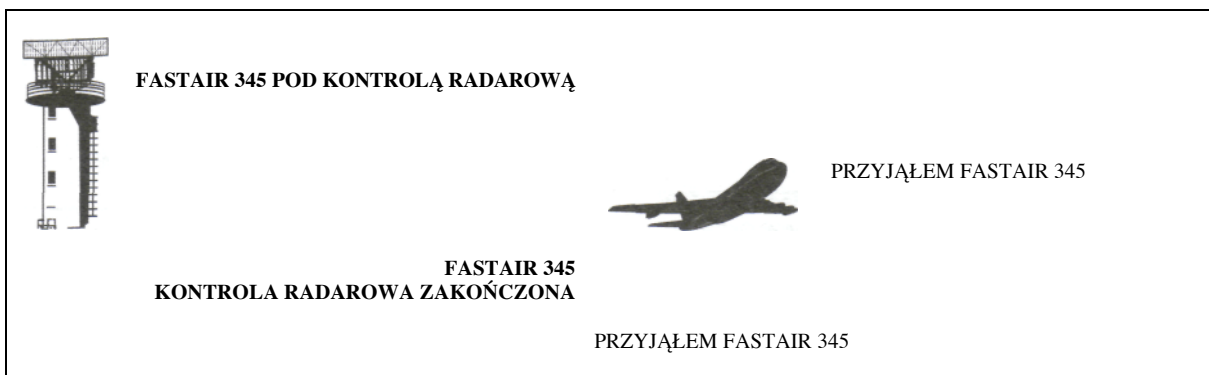 FASTAIR 345 POD KONTROLĄ RADAROWĄ
PRZYJĄŁEM FASTAIR 345
FASTAIR 345
KONTROLA RADAROWA ZAKOŃCZONA
PRZYJĄŁEM FASTAIR 345